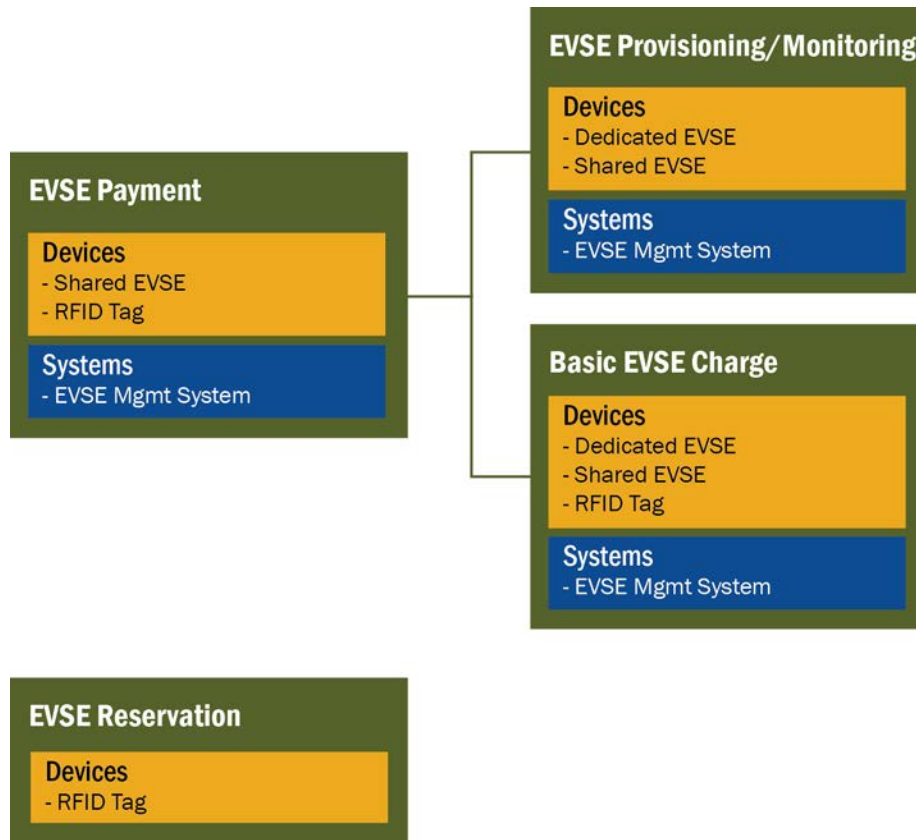 EVSE Payment
Devices
- Shared EVSE
- RFID Tag
Systems
- EVSE Mgmt System
EVSE Provisioning/Monitoring
Devices
- Dedicated EVSE
- Shared EVSE
Systems
- EVSE Mgmt System
Basic EVSE Charge
Devices
- Dedicated EVSE
- Shared EVSE
- RFID Tag
Systems
- EVSE Mgmt System
EVSE Reservation
Devices
- RFID Tag